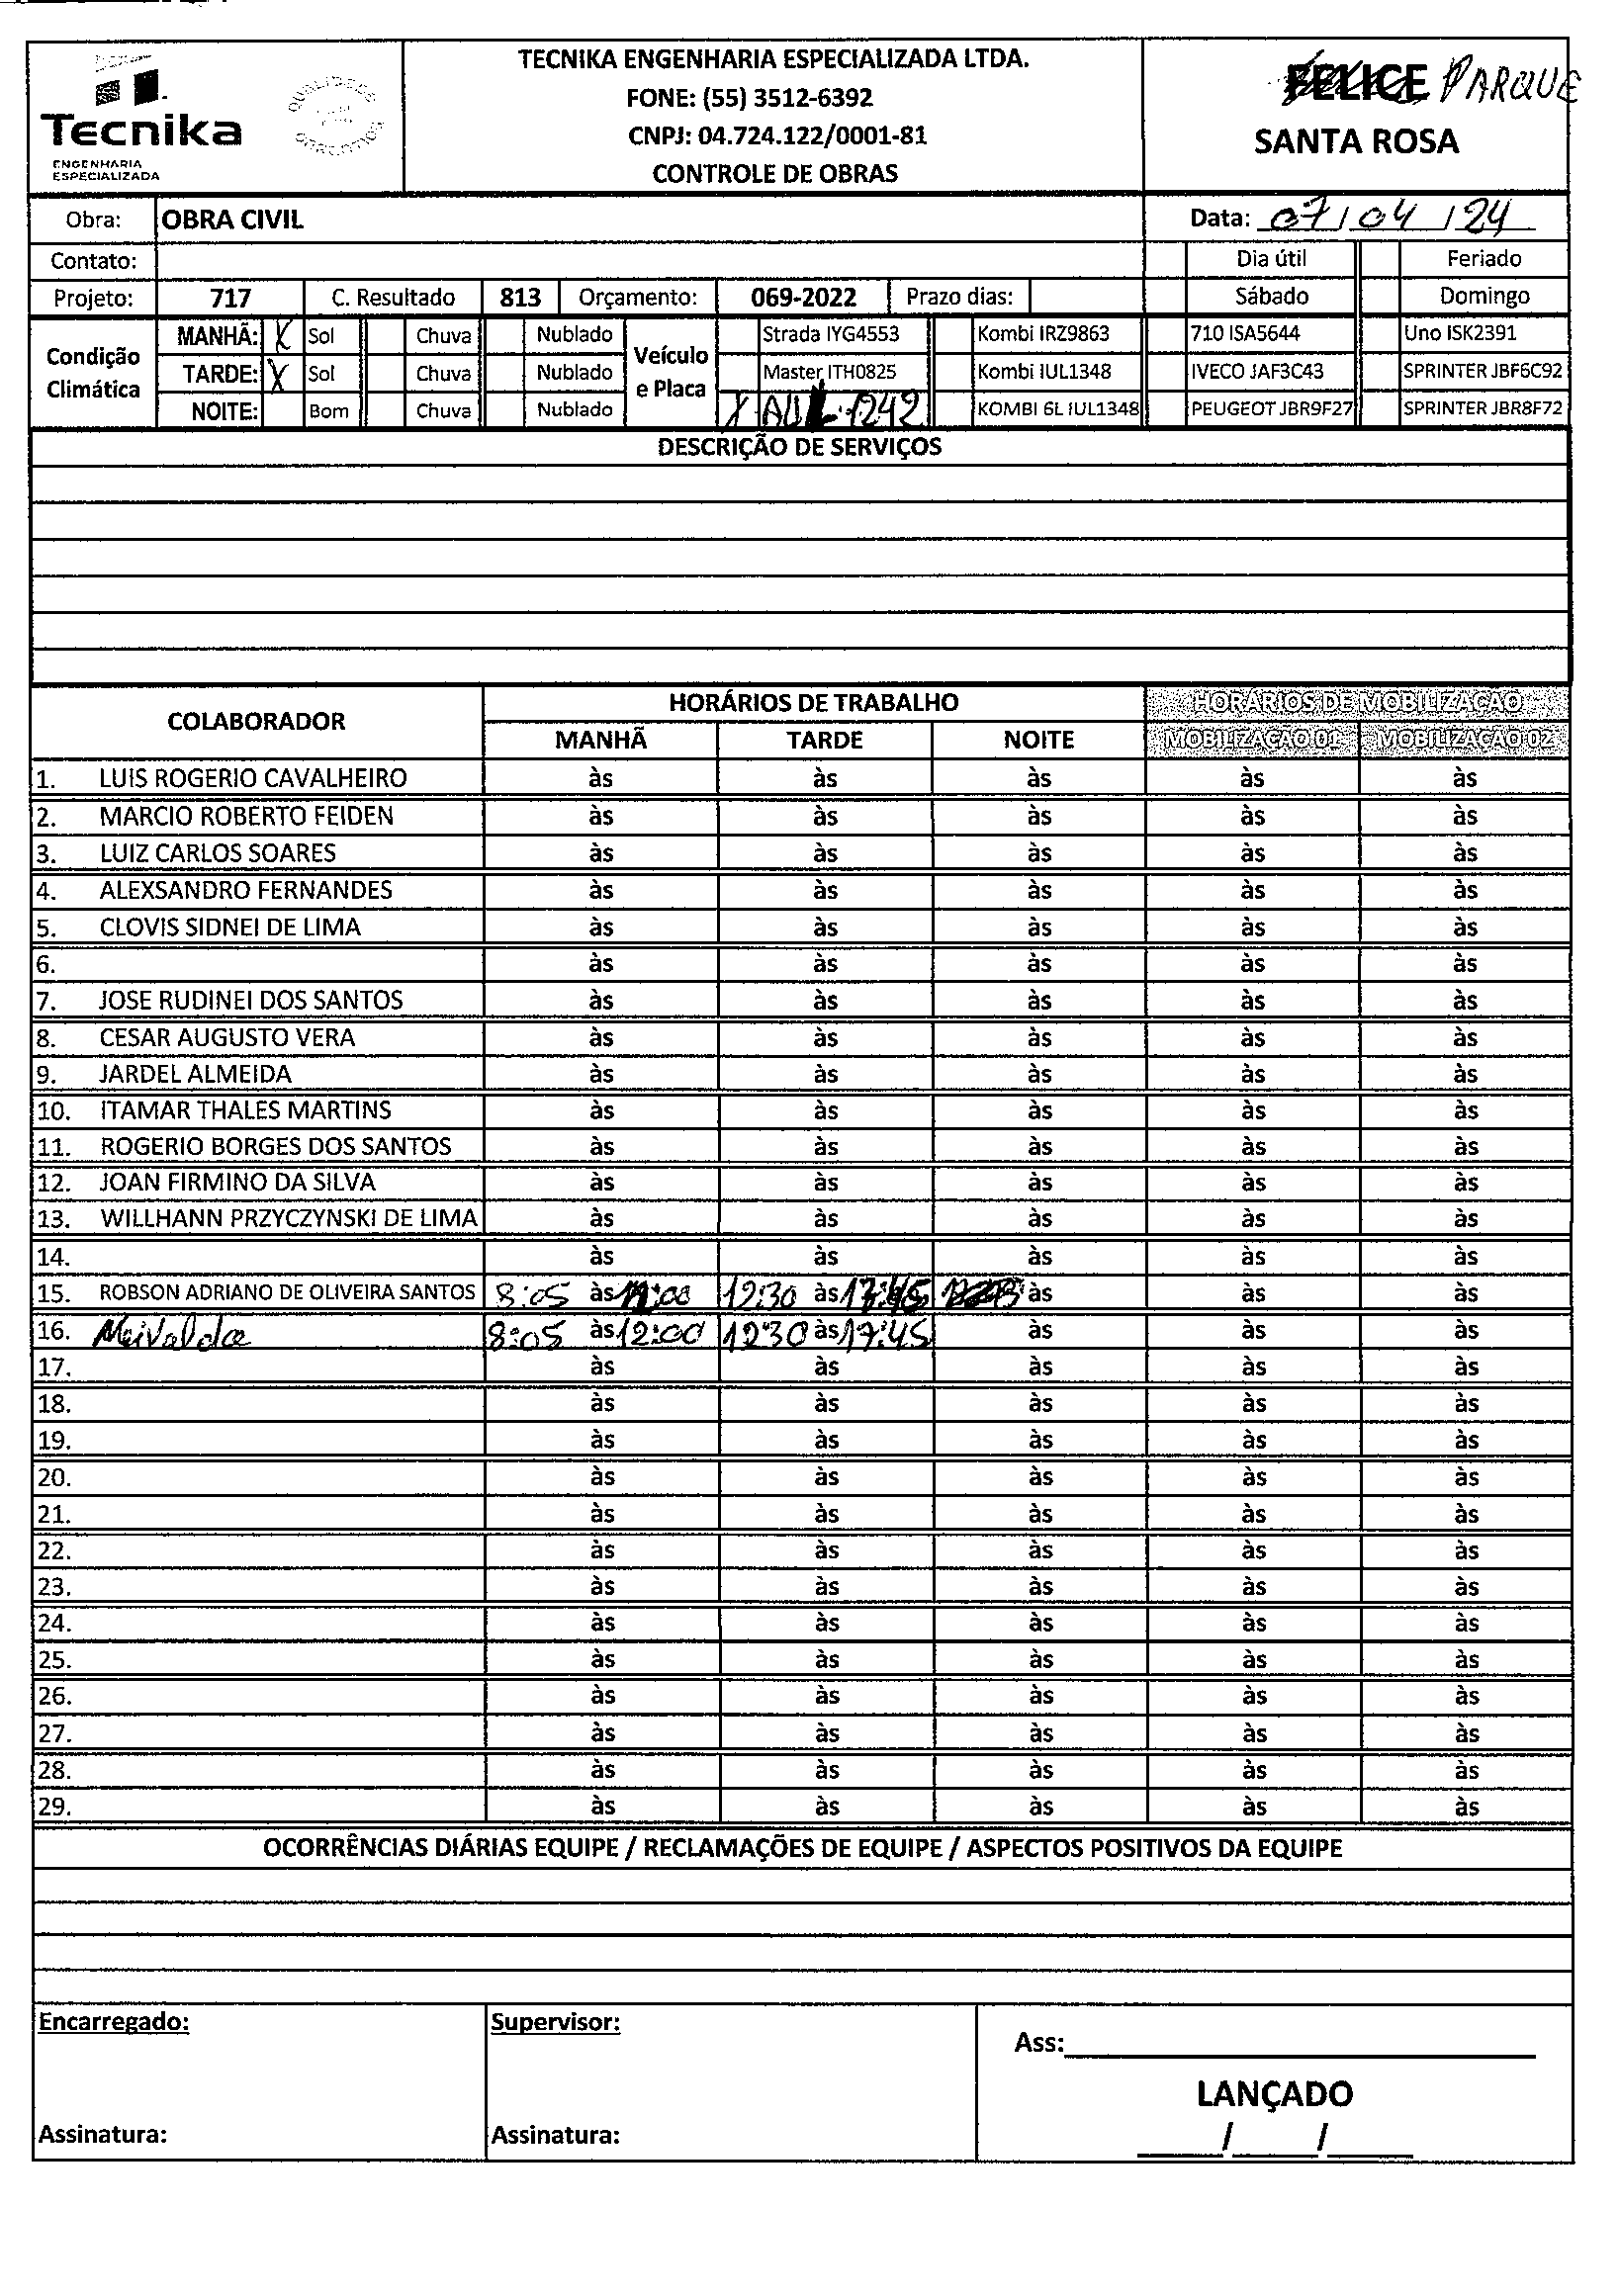 Tecnika
ENGENHARIA
ESPECIALIZADA
TECNIKA ENGENHARIA ESPECIALIZADA LTDA.
FONE: (55) 3512-6392
CNPJ: 04.724.122/0001-81
CONTROLE DE OBRAS
FELICE PARQUE
SANTA ROSA
Obra: OBRA CIVIL Data: 07/04/24
Contato: Dia útil Feriado
Projeto: 717 C. Resultado 813 Orçamento: 069-2022 Prazo dias: Sábado Domingo
Condição Climática
MANHÃ: X Sol Chuva Nublado
TARDE: X Sol Chuva Nublado
NOITE: Bom Chuva Nublado
Veículo e Placa
Strada IYG4553 Kombi IRZ9863 710 ISA5644 Uno ISK2391
Master ITH0825 Kombi IUL1348 IVECO JAF3C43 SPRINTER JBF6C92
X 1242 KOMBI 6L IUL1348 PEUGEOT JBR9F27 SPRINTER JBR8F72
DESCRIÇÃO DE SERVIÇOS
COLABORADOR HORÁRIOS DE TRABALHO HORÁRIOS DE MOBILIZAÇÃO
MANHÃ TARDE NOITE MOBILIZAÇÃO 01 MOBILIZAÇÃO 02
1. LUIS ROGERIO CAVALHEIRO às às às às às
2. MARCIO ROBERTO FEIDEN às às às às às
3. LUIZ CARLOS SOARES às às às às às
4. ALEXSANDRO FERNANDES às às às às às
5. CLOVIS SIDNEI DE LIMA às às às às às
6. às às às às às
7. JOSE RUDINEI DOS SANTOS às às às às às
8. CESAR AUGUSTO VERA às às às às às
9. JARDEL ALMEIDA às às às às às
10. ITAMAR THALES MARTINS às às às às às
11. ROGERIO BORGES DOS SANTOS às às às às às
12. JOAN FIRMINO DA SILVA às às às às às
13. WILLHANN PRZYCZYNSKI DE LIMA às às às às às
14. às às às às às
15. ROBSON ADRIANO DE OLIVEIRA SANTOS 8:05 às 12:00 12:30 às 17:45 às às às
16. 8:05 às 12:00 12:30 às 17:45 às às às
17. às às às às às
18. às às às às às
19. às às às às às
20. às às às às às
21. às às às às às
22. às às às às às
23. às às às às às
24. às às às às às
25. às às às às às
26. às às às às às
27. às às às às às
28. às às às às às
29. às às às às às
OCORRÊNCIAS DIÁRIAS EQUIPE / RECLAMAÇÕES DE EQUIPE / ASPECTOS POSITIVOS DA EQUIPE
Encarregado: Supervisor: Ass:
LANÇADO
Assinatura: Assinatura: / /